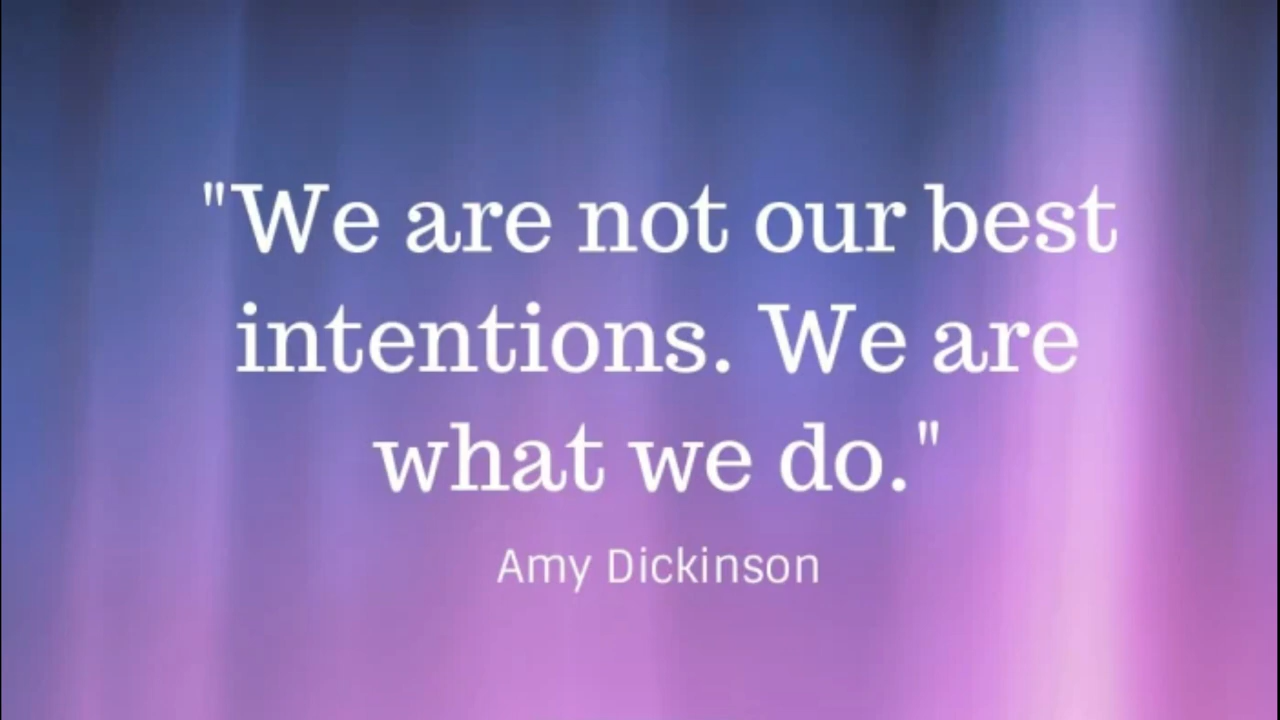 "We are not our best
intentions. We are
what we do."
Amy Dickinson